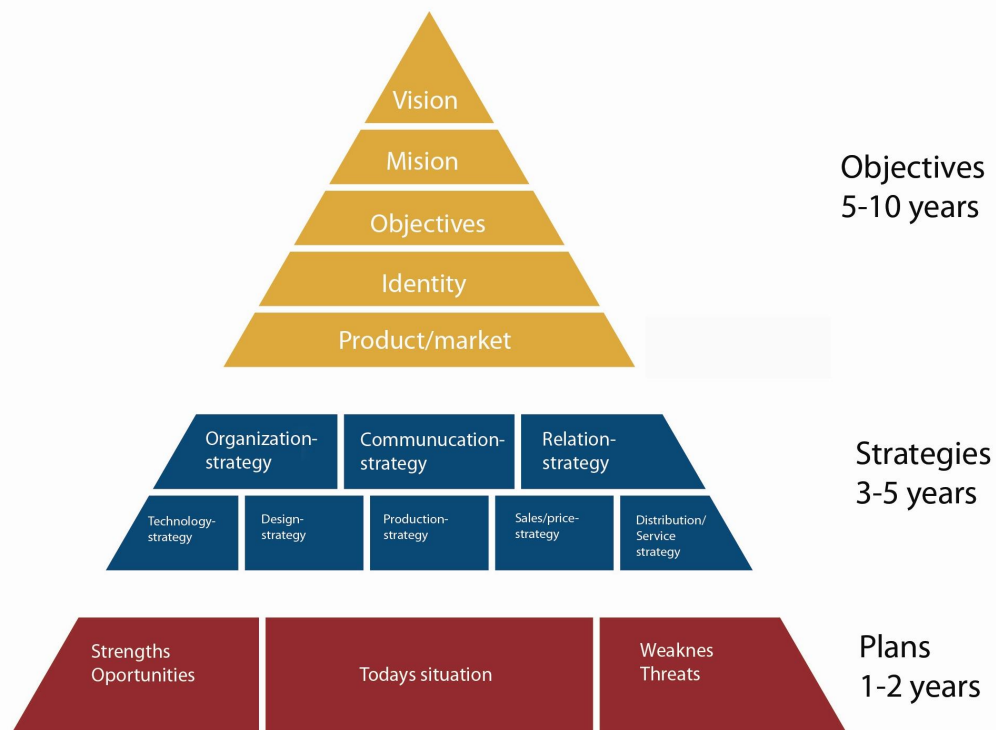 Vision
Mision
Objectives
Identity
Product/market
Objectives
5-10 years
Organization-
strategy
Communucation-
strategy
Relation-
strategy
Technology-
strategy
Design-
strategy
Production-
strategy
Sales/price-
strategy
Distribution/
Service
strategy
Strategies
3-5 years
Strengths
Oportunities
Todays situation
Weaknes
Threats
Plans
1-2 years